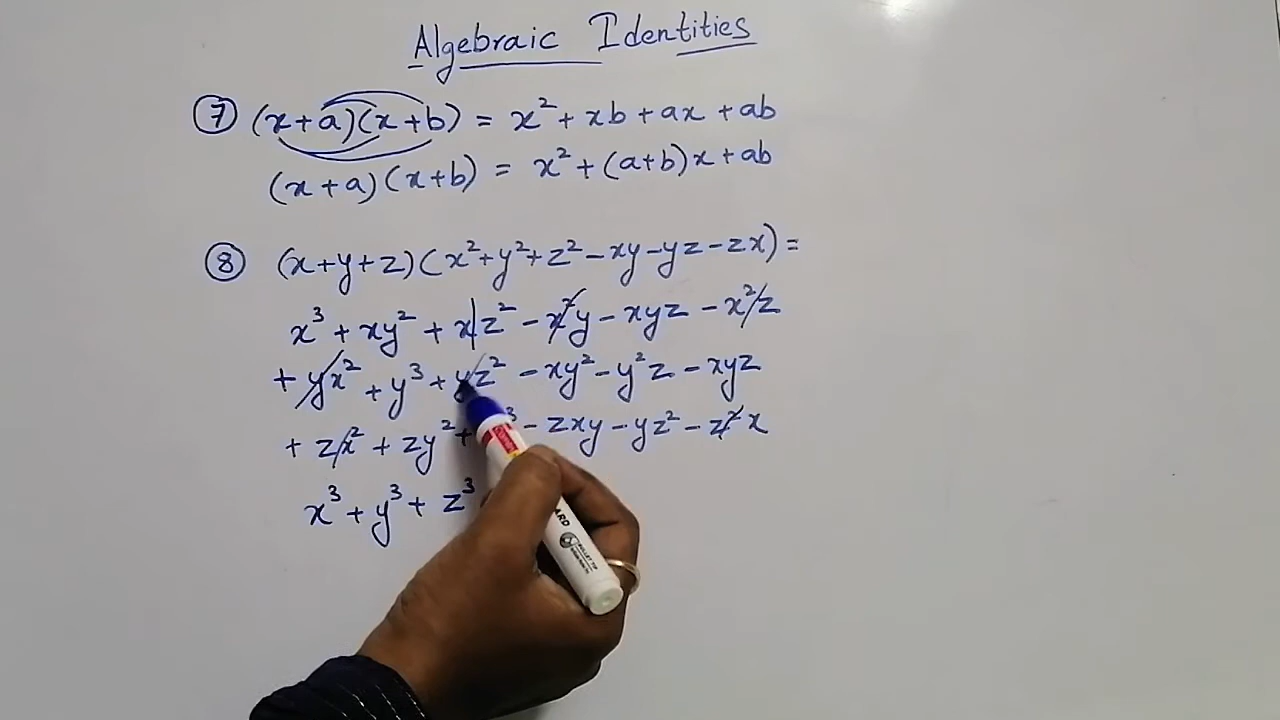 Algebraic Identities
⑦ (x+a)(x+b) = x² + xb + ax + ab
(x+a)(x+b) = x² + (a+b)x + ab
⑧ (x+y+z)(x²+y²+z²-xy-yz-zx) =
x³ + xy² + xz² - x²y - xyz - x²z
+ yx² + y³ + yz² - xy² - y²z - xyz
+ zx² + zy² + ³ - zxy - yz² - z²x
x³ + y³ + z³